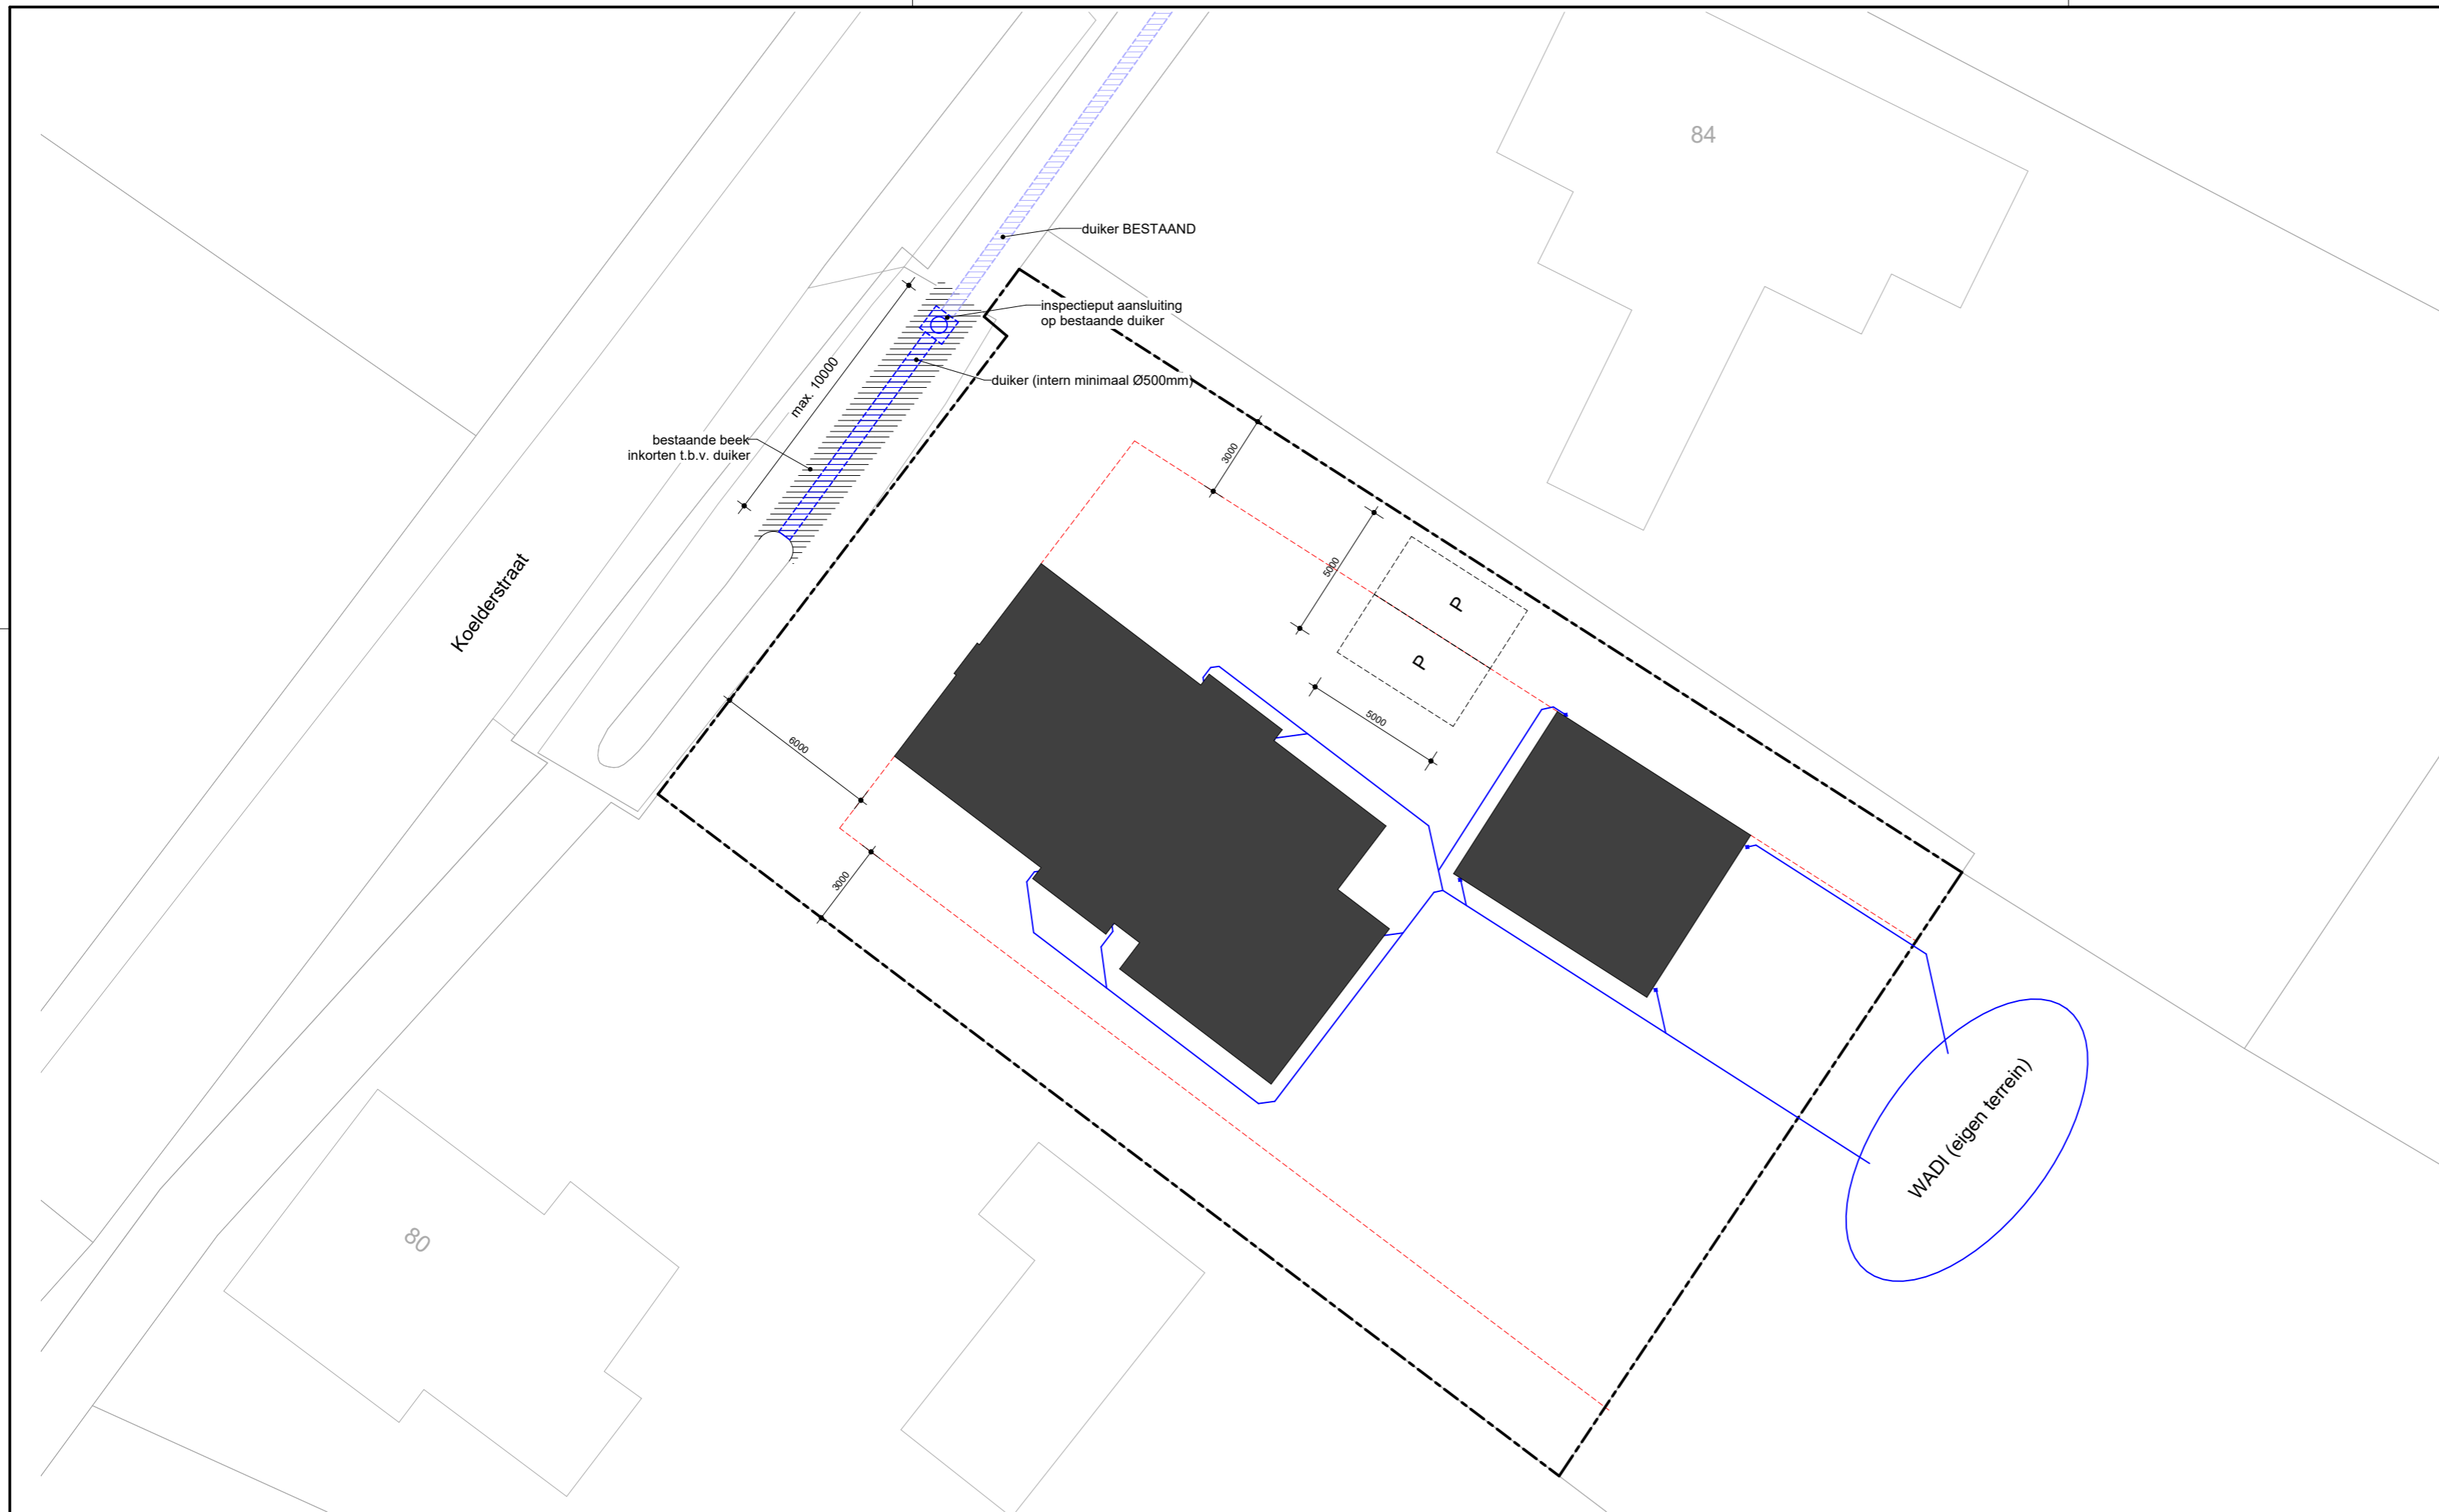 84
duiker BESTAAND
inspectieput aansluiting
op bestaande duiker
max. 10000
duiker (intern minimaal Ø500mm)
bestaande beek
inkorten t.b.v. duiker
3000
5000
Koelderstraat
P
P
5000
6000
3000
WADI (eigen terrein)
80